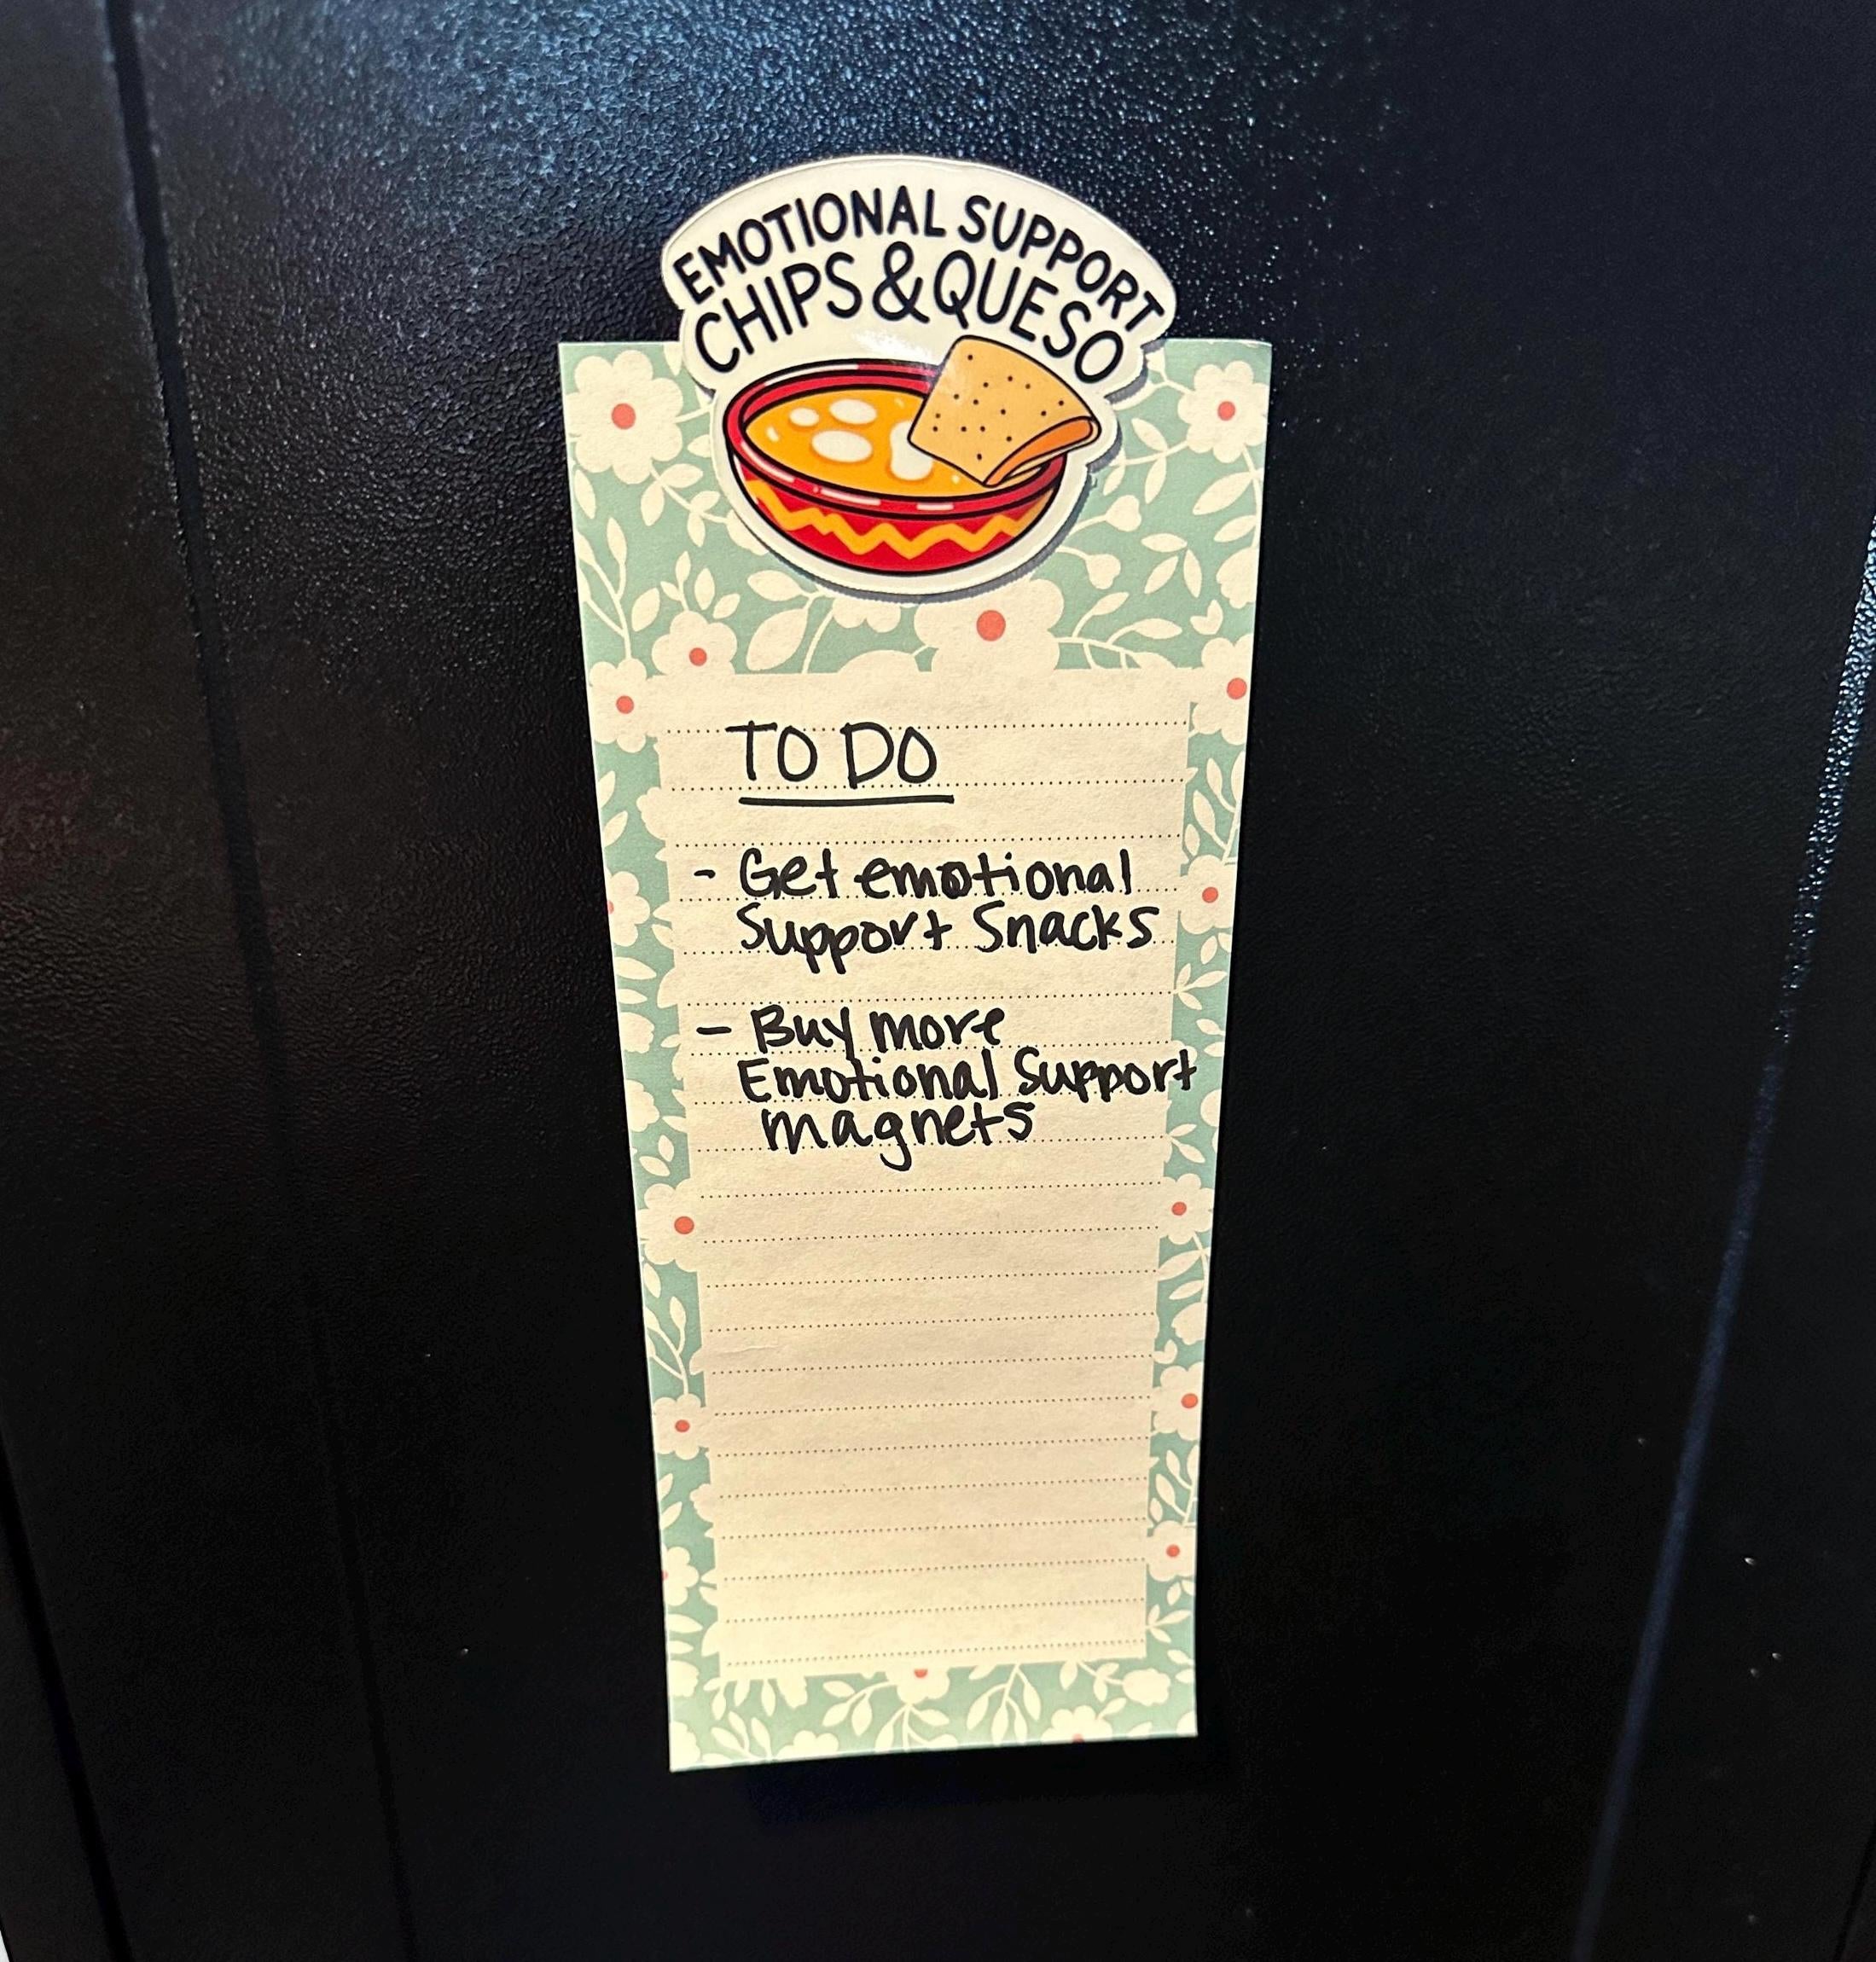 EMOTIONAL SUPPORT
CHIPS & QUESO
TO DO
- Get emotional
Support Snacks
- Buy more
Emotional Support
magnets